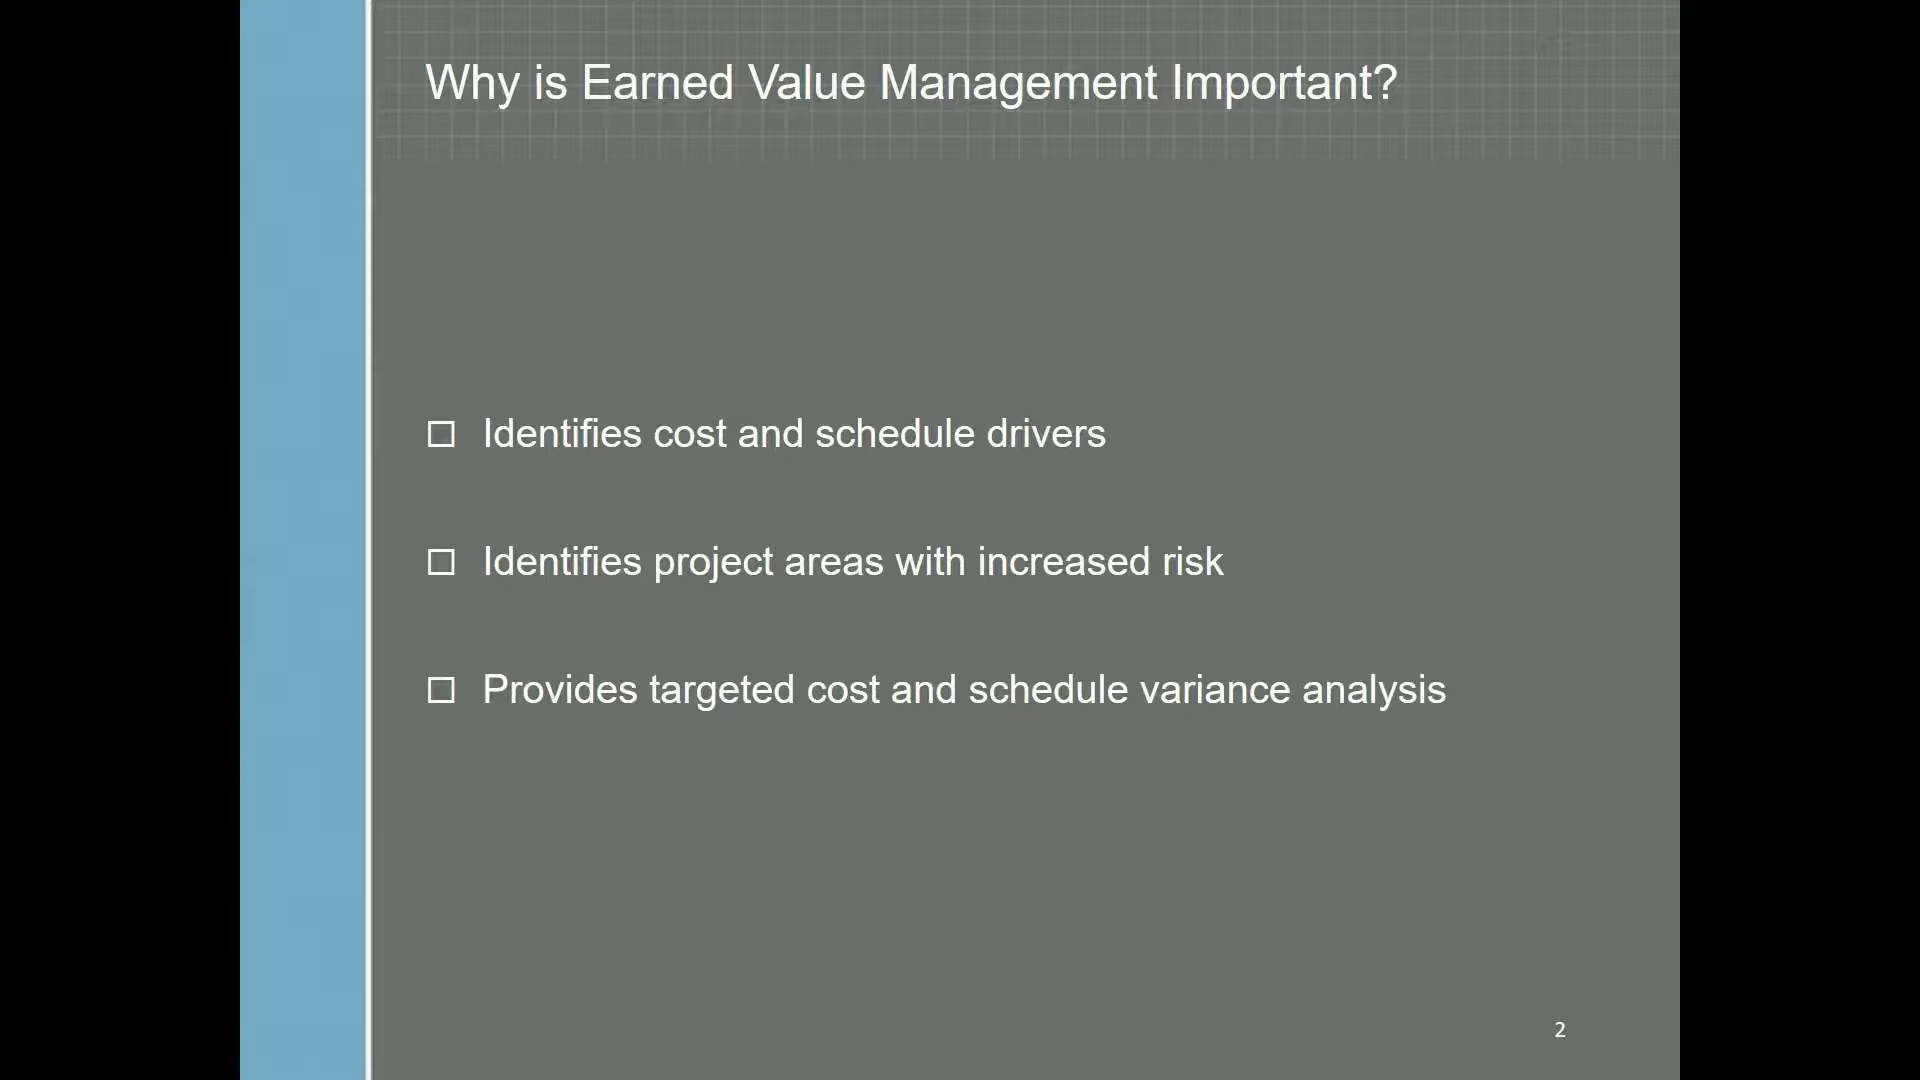 Why is Earned Value Management Important?
Identifies cost and schedule drivers
Identifies project areas with increased risk
Provides targeted cost and schedule variance analysis
2